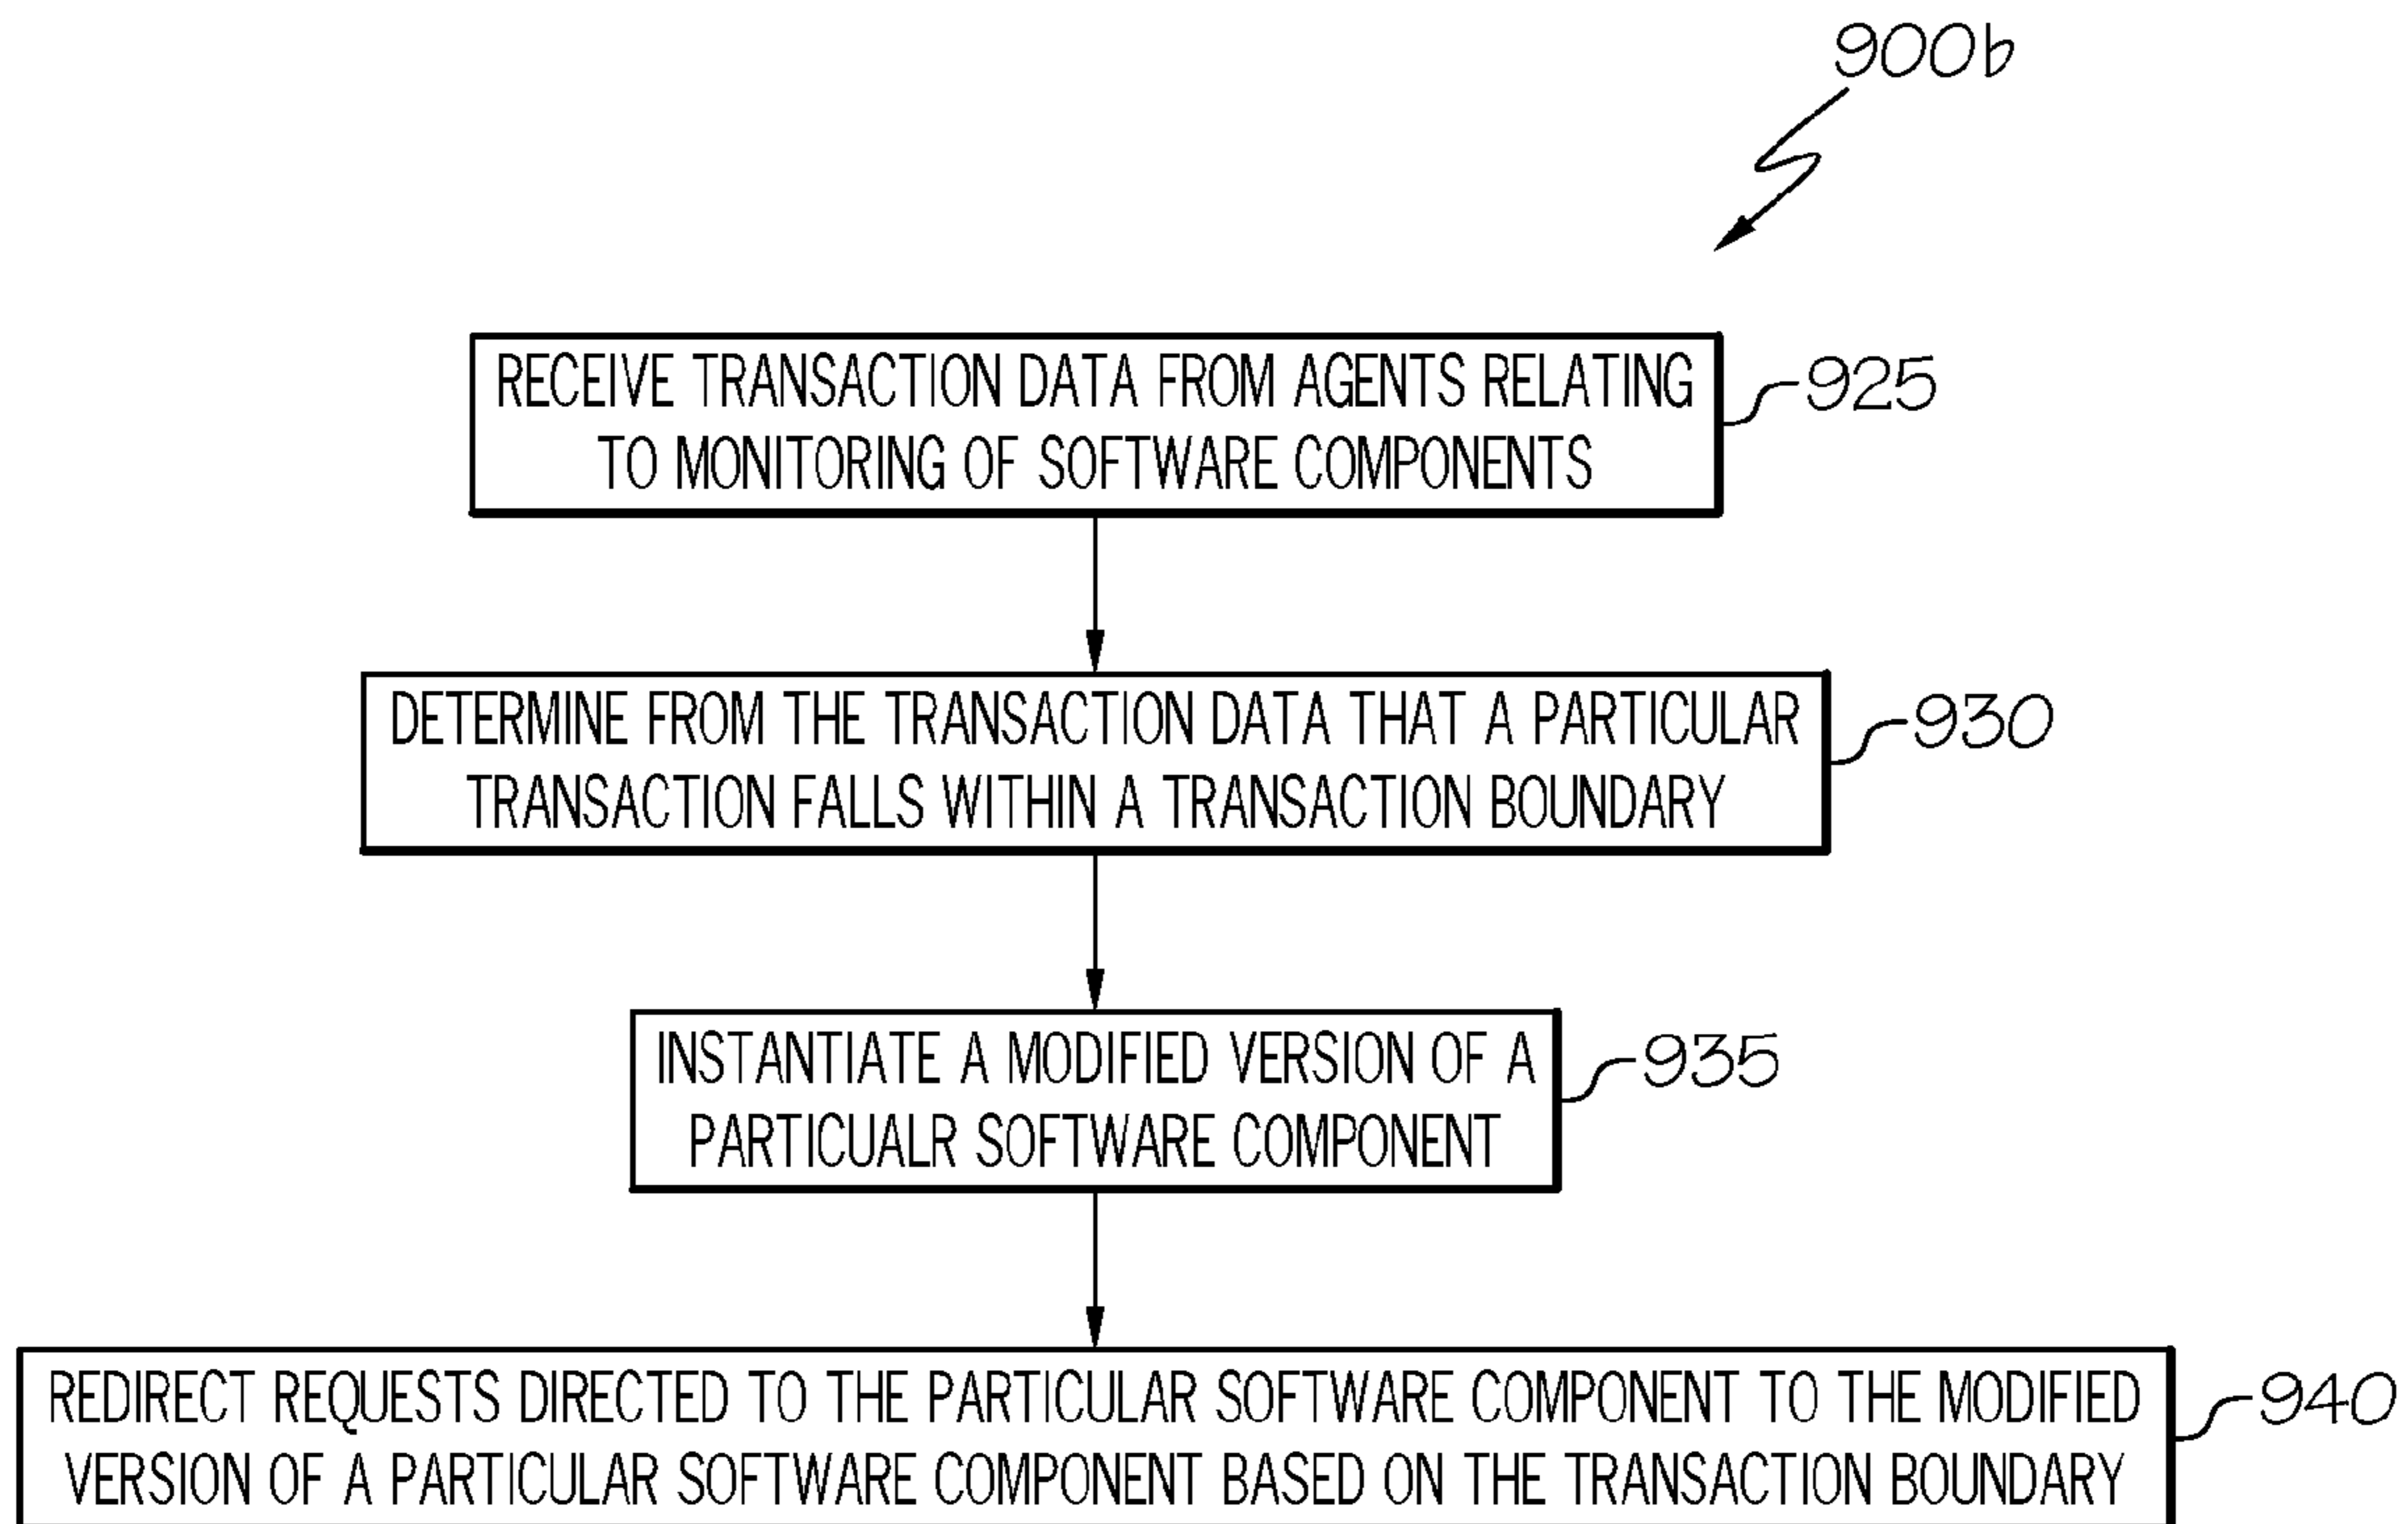 900b
RECEIVE TRANSACTION DATA FROM AGENTS RELATING
TO MONITORING OF SOFTWARE COMPONENTS
925
DETERMINE FROM THE TRANSACTION DATA THAT A PARTICULAR
TRANSACTION FALLS WITHIN A TRANSACTION BOUNDARY
930
INSTANTIATE A MODIFIED VERSION OF A
PARTICUALR SOFTWARE COMPONENT
935
REDIRECT REQUESTS DIRECTED TO THE PARTICULAR SOFTWARE COMPONENT TO THE MODIFIED
VERSION OF A PARTICULAR SOFTWARE COMPONENT BASED ON THE TRANSACTION BOUNDARY
940